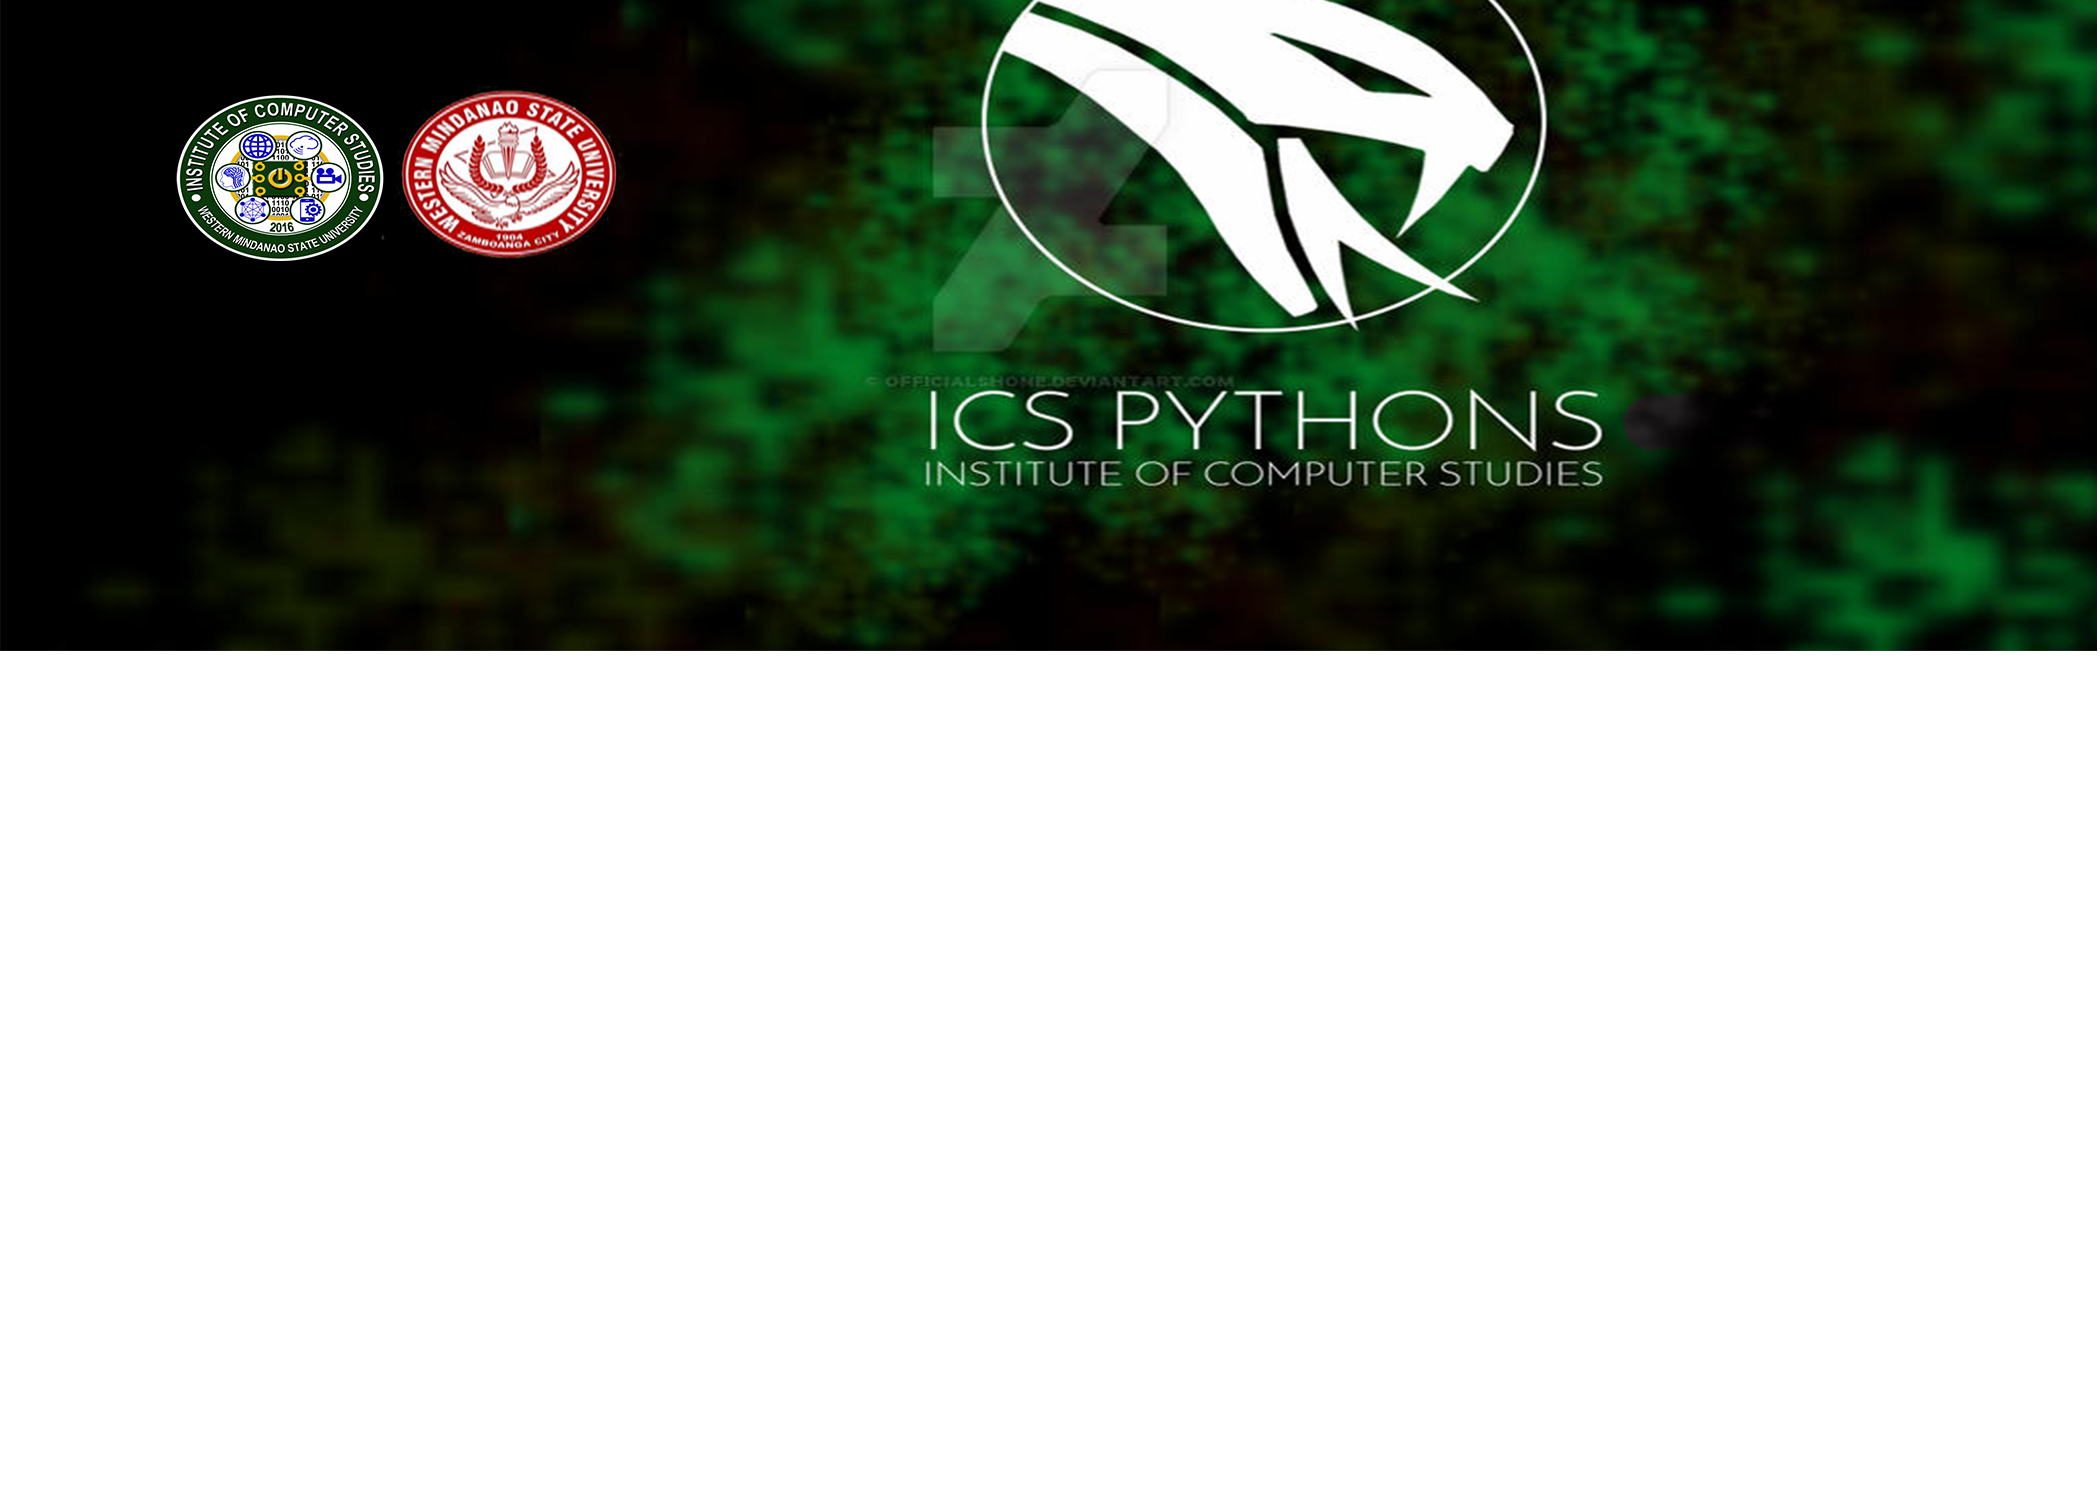 INSTITUTE OF COMPUTER STUDIES
WESTERN MINDANAO STATE UNIVERSITY
2016
WESTERN MINDANAO STATE UNIVERSITY
1904
ZAMBOANGA CITY
© OFFICIALSHONE.DEVIANTART.COM
ICS PYTHONS
INSTITUTE OF COMPUTER STUDIES